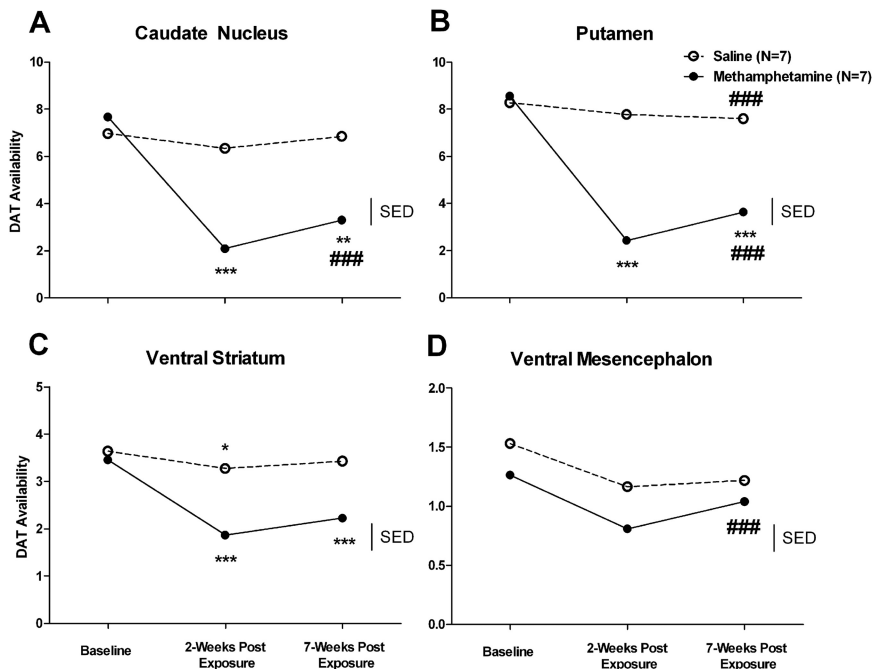 A
Caudate Nucleus
DAT Availability
10
8
6
4
2
0
**
***
###
SED
B
Putamen
Saline (N=7)
Methamphetamine (N=7)
10
8
6
4
2
0
###
***
***
###
SED
C
Ventral Striatum
DAT Availability
5
4
3
2
1
0
*
***
***
SED
Baseline
2-Weeks Post
Exposure
7-Weeks Post
Exposure
D
Ventral Mesencephalon
2.0
1.5
1.0
0.5
0.0
###
SED
Baseline
2-Weeks Post
Exposure
7-Weeks Post
Exposure